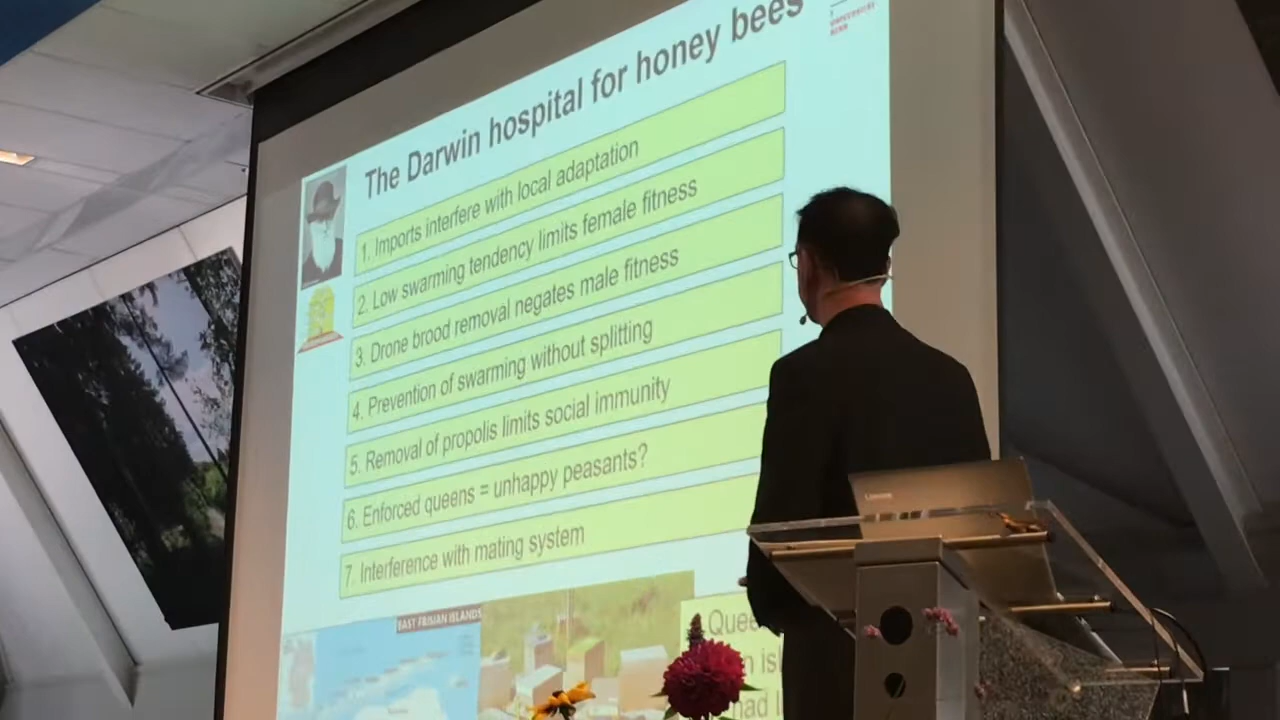 The Darwin hospital for honey bees
1. Imports interfere with local adaptation
2. Low swarming tendency limits female fitness
3. Drone brood removal negates male fitness
4. Prevention of swarming without splitting
5. Removal of propolis limits social immunity
6. Enforced queens = unhappy peasants?
7. Interference with mating system
EAST FRISIAN ISLANDS
Lenovo